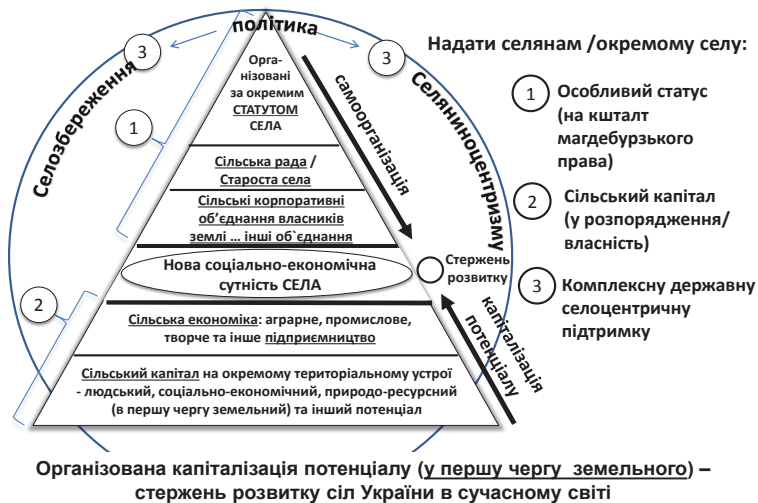 політика
Селозбереження
Селяниноцентризму
3
3
1
2
Орга-
нізовані
за окремим
СТАТУТОМ
СЕЛА
Сільська рада /
Староста села
Сільські корпоративні
об’єднання власників
землі ... інші об`єднання
Нова соціально-економічна
сутність СЕЛА
Сільська економіка: аграрне, промислове,
творче та інше підприємництво
Сільський капітал на окремому територіальному устрої
- людський, соціально-економічний, природо-ресурсний
(в першу чергу земельний) та інший потенціал
самоорганізація
Стержень
розвитку
капіталізація
потенціалу
Надати селянам /окремому селу:
1
Особливий статус
(на кшталт
магдебурзького
права)
2
Сільський капітал
(у розпорядження/
власність)
3
Комплексну державну
селоцентричну
підтримку
Організована капіталізація потенціалу (у першу чергу земельного) –
стержень розвитку сіл України в сучасному світі